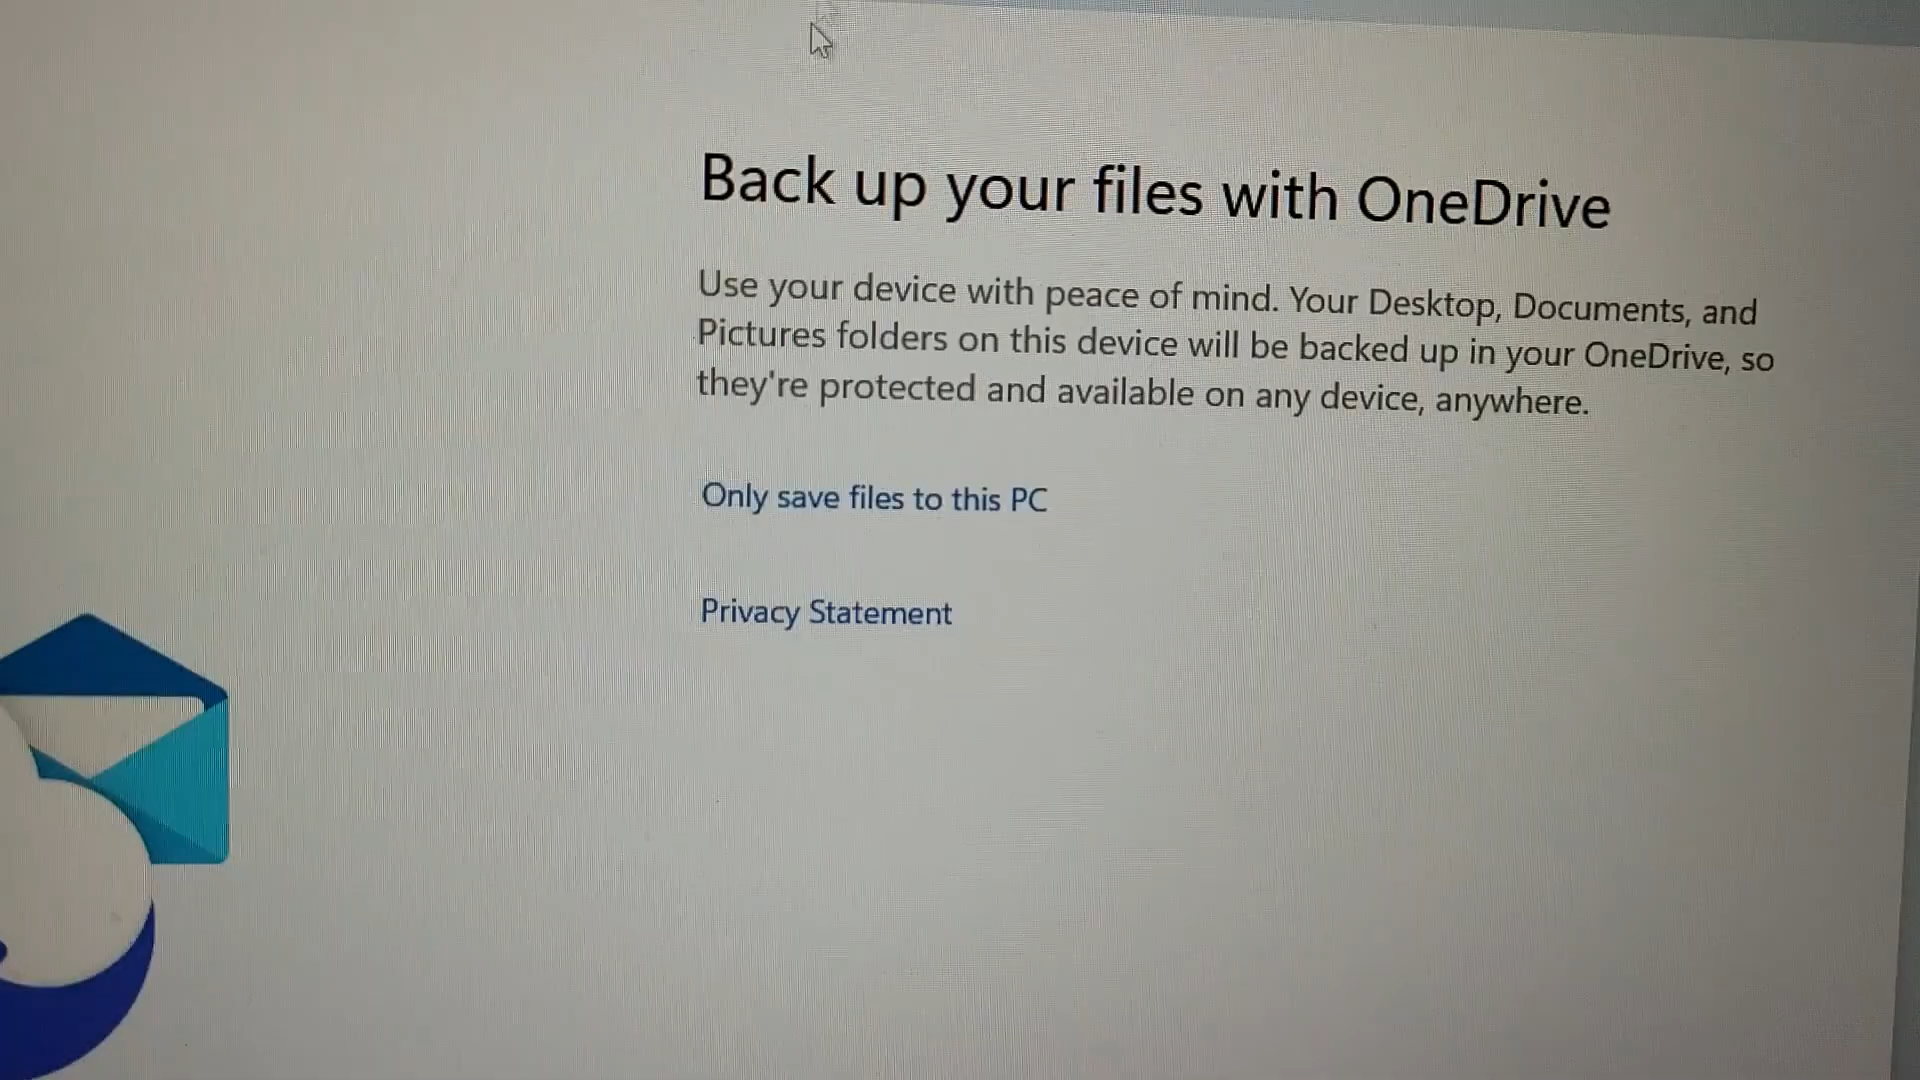 Back up your files with OneDrive
Use your device with peace of mind. Your Desktop, Documents, and
Pictures folders on this device will be backed up in your OneDrive, so
they're protected and available on any device, anywhere.
Only save files to this PC
Privacy Statement